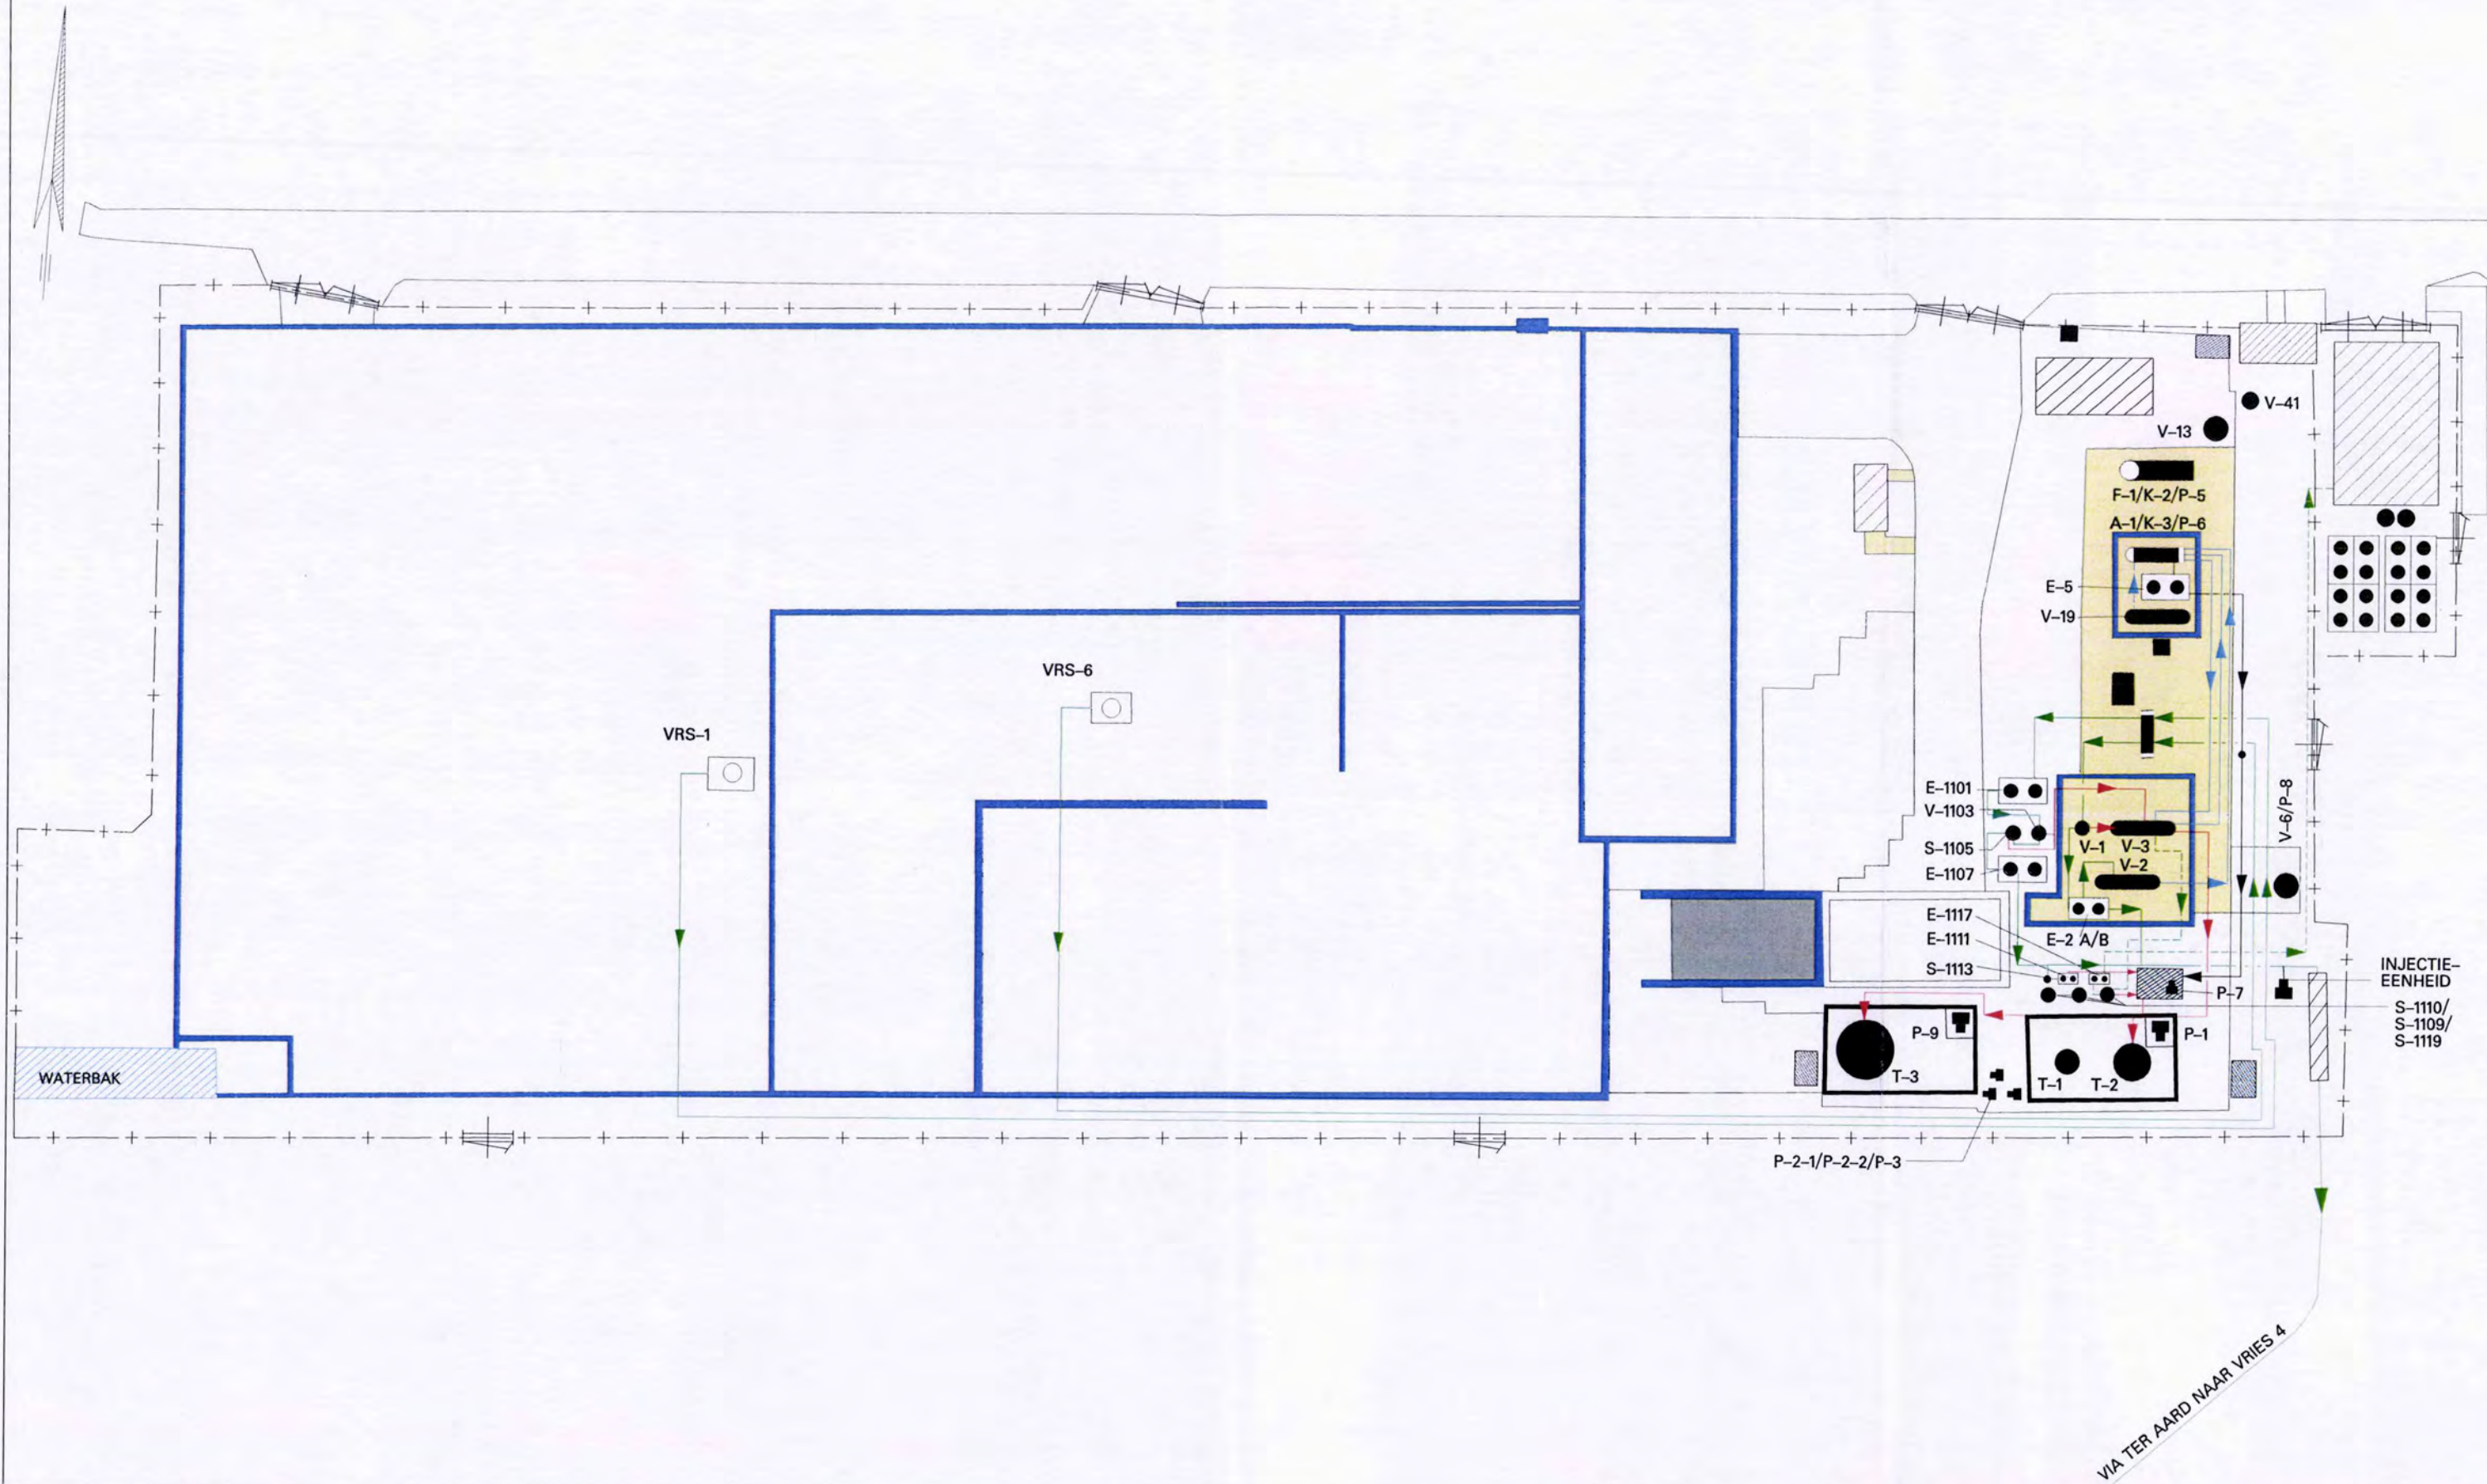 V–41
V–13
F–1/K–2/P–5
A–1/K–3/P–6
E–5
V–19
VRS–6
VRS–1
E–1101
V–1103
S–1105
E–1107
V–1
V–3
V–2
V–6/P–8
E–1117
E–1111
S–1113
E–2 A/B
P–7
INJECTIE–
EENHEID
S–1110/
S–1109/
S–1119
P–9
T–3
P–1
T–1
T–2
WATERBAK
P–2–1/P–2–2/P–3
VIA TER AARD NAAR VRIES 4